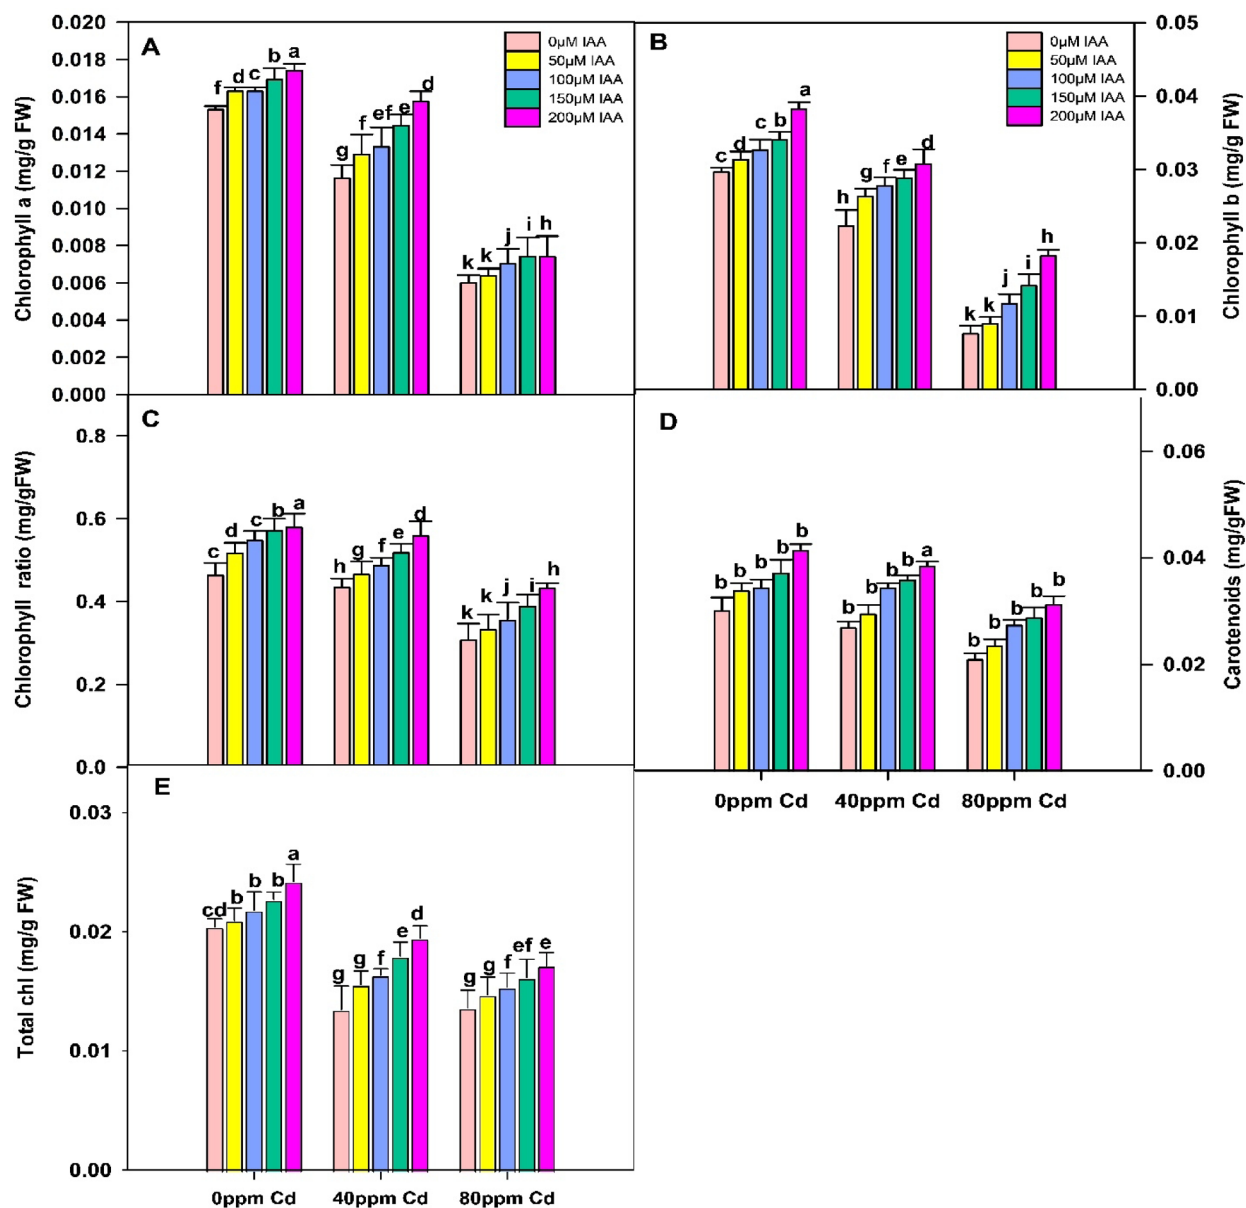 A
Chlorophyll a (mg/g FW)
0.020
0.018
0.016
0.014
0.012
0.010
0.008
0.006
0.004
0.002
0.000
0µM IAA
50µM IAA
100µM IAA
150µM IAA
200µM IAA
f d c b a
g f ef e d
k k j i h
B
Chlorophyll b (mg/g FW)
0.05
0.04
0.03
0.02
0.01
0.00
0µM IAA
50µM IAA
100µM IAA
150µM IAA
200µM IAA
c d c b a
h g f e d
k k j i h
C
Chlorophyll ratio (mg/gFW)
0.8
0.6
0.4
0.2
0.0
c d c b a
h g f e d
k k j i h
D
Carotenoids (mg/gFW)
0.06
0.04
0.02
0.00
b b b b b
b b b b a
b b b b b
0ppm Cd 40ppm Cd 80ppm Cd
E
Total chl (mg/g FW)
0.03
0.02
0.01
0.00
cd b b b a
g g f e d
g g f ef e
0ppm Cd 40ppm Cd 80ppm Cd